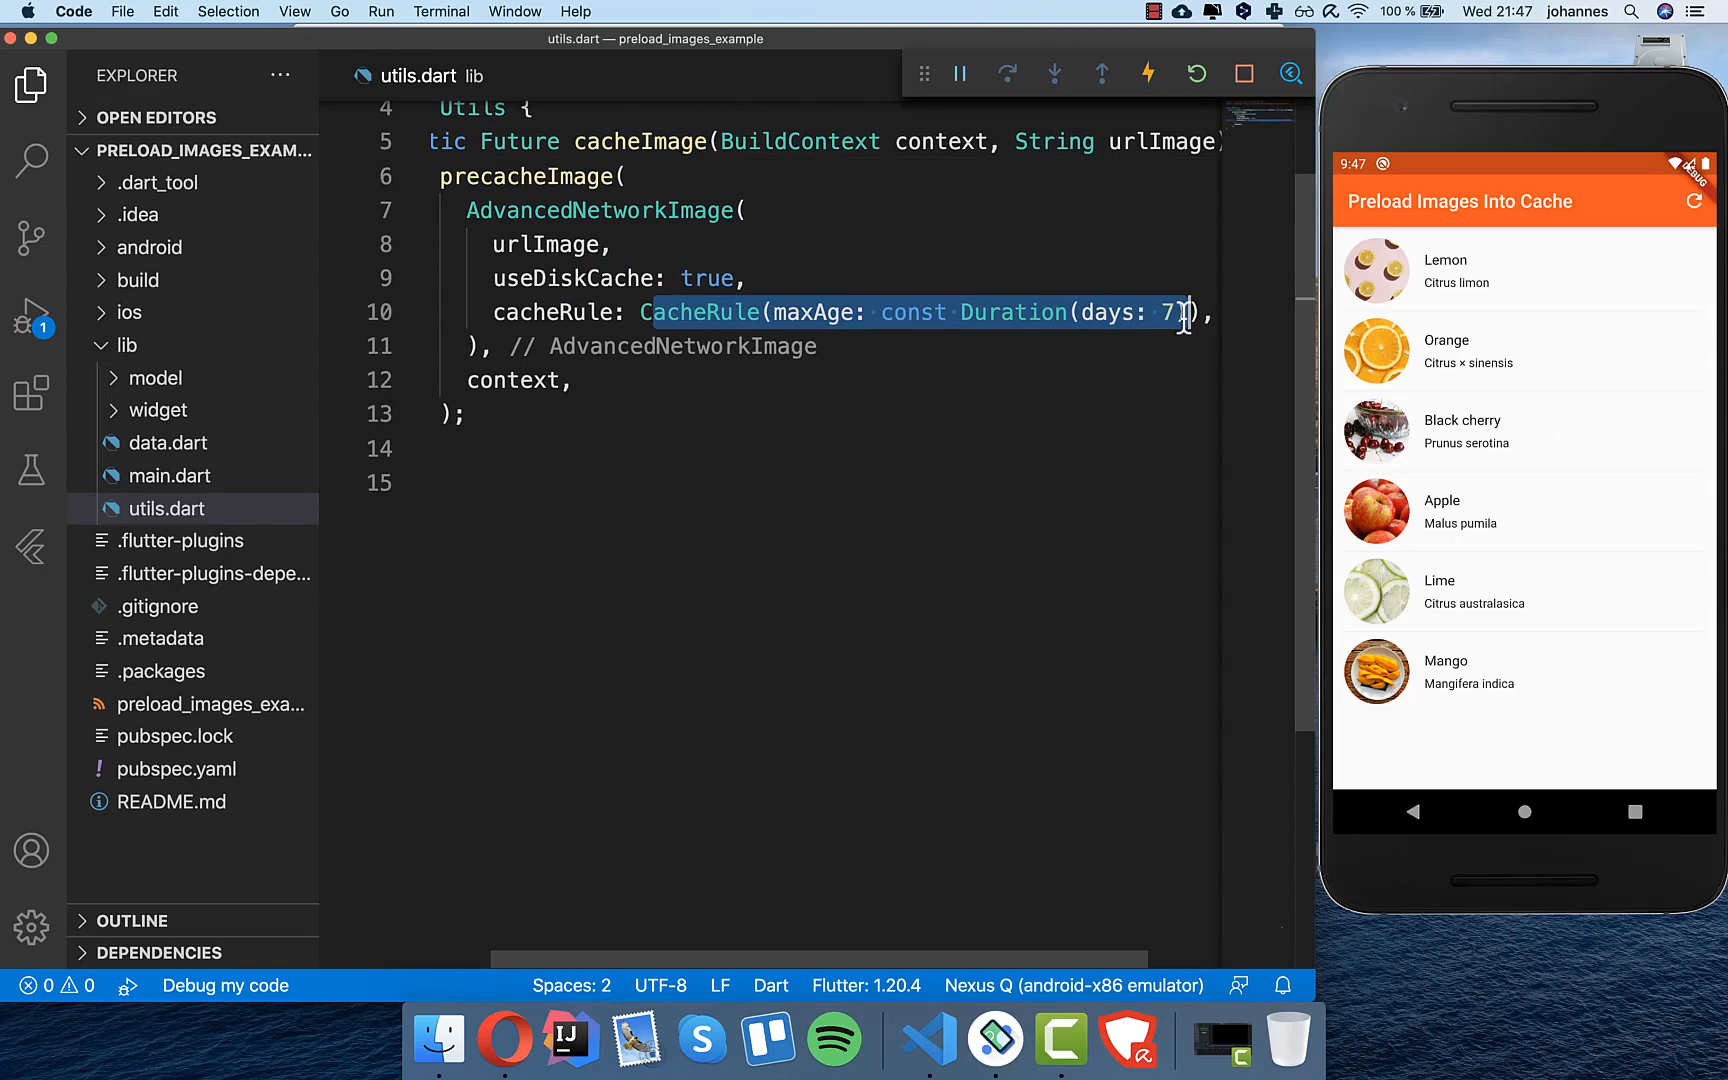 Code File Edit Selection View Go Run Terminal Window Help 100 % Wed 21:47 johannes
utils.dart — preload_images_example
EXPLORER
OPEN EDITORS
PRELOAD_IMAGES_EXAM...
.dart_tool
.idea
android
build
ios
lib
model
widget
data.dart
main.dart
utils.dart
.flutter-plugins
.flutter-plugins-depe...
.gitignore
.metadata
.packages
preload_images_exa...
pubspec.lock
pubspec.yaml
README.md
OUTLINE
DEPENDENCIES
1
utils.dart lib
4 Utils {
5 tic Future cacheImage(BuildContext context, String urlImage)
6 precacheImage(
7 AdvancedNetworkImage(
8 urlImage,
9 useDiskCache: true,
10 cacheRule: CacheRule(maxAge: const Duration(days: 7)),
11 ), // AdvancedNetworkImage
12 context,
13 );
14
15
0 0 Debug my code Spaces: 2 UTF-8 LF Dart Flutter: 1.20.4 Nexus Q (android-x86 emulator)
9:47
DEBUG
Preload Images Into Cache
Lemon
Citrus limon
Orange
Citrus × sinensis
Black cherry
Prunus serotina
Apple
Malus pumila
Lime
Citrus australasica
Mango
Mangifera indica
IJ